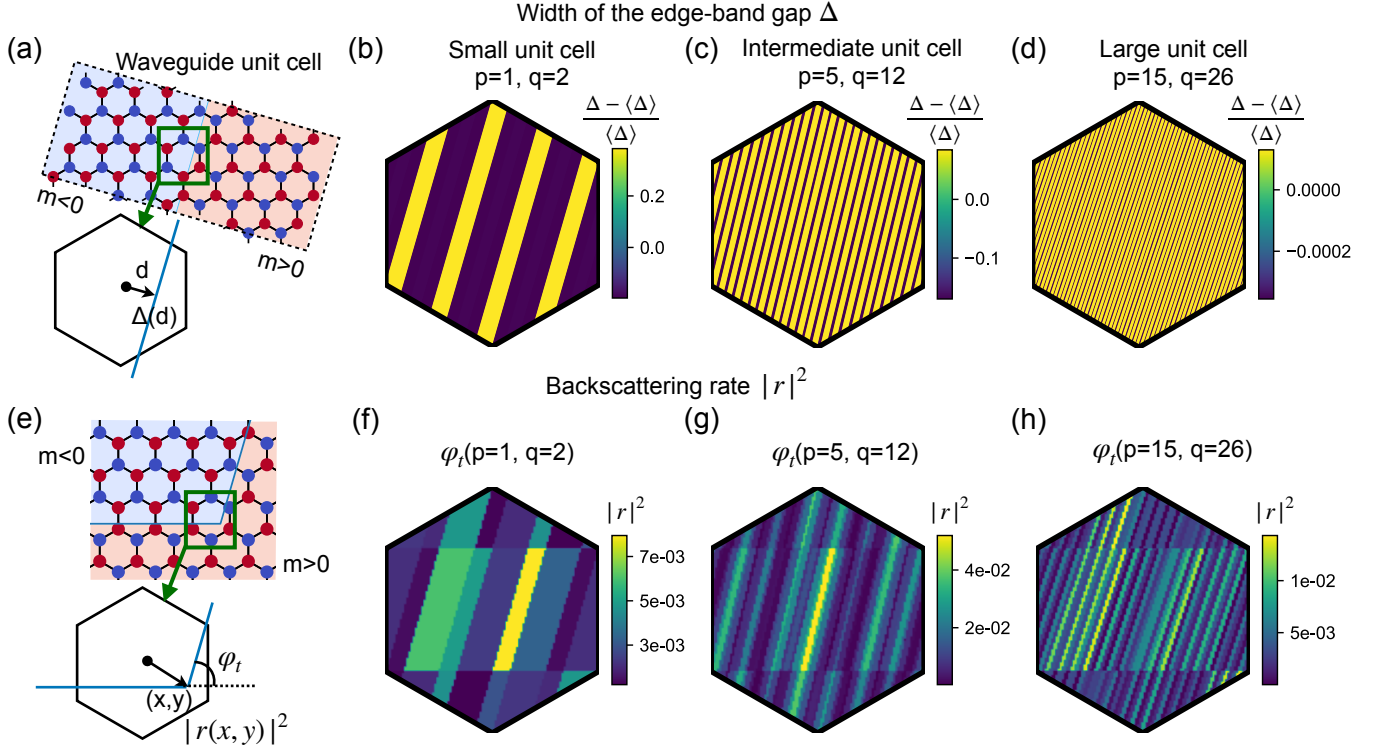 Width of the edge-band gap Δ
(a)
Waveguide unit cell
m<0
m>0
d
Δ(d)
(b)
Small unit cell
p=1, q=2
Δ − ⟨Δ⟩
⟨Δ⟩
0.2
0.0
(c)
Intermediate unit cell
p=5, q=12
Δ − ⟨Δ⟩
⟨Δ⟩
0.0
−0.1
(d)
Large unit cell
p=15, q=26
Δ − ⟨Δ⟩
⟨Δ⟩
0.0000
−0.0002
Backscattering rate |r|²
(e)
m<0
m>0
φₜ
(x,y)
|r(x, y)|²
(f)
φₜ(p=1, q=2)
|r|²
7e-03
5e-03
3e-03
(g)
φₜ(p=5, q=12)
|r|²
4e-02
2e-02
(h)
φₜ(p=15, q=26)
|r|²
1e-02
5e-03